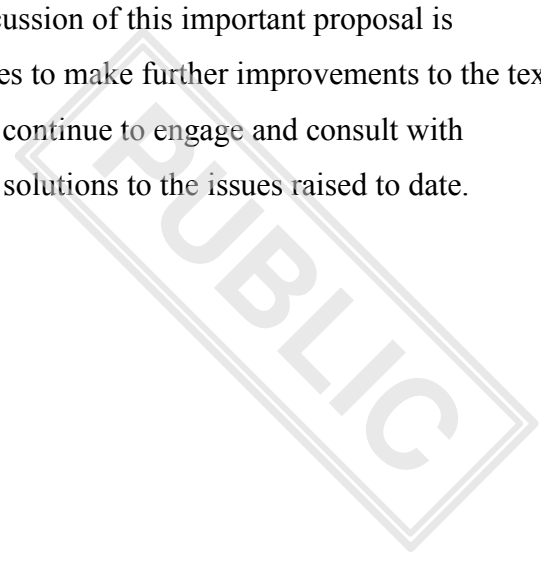 cussion of this important proposal is
es to make further improvements to the tex
continue to engage and consult with
solutions to the issues raised to date.
PUBLIC